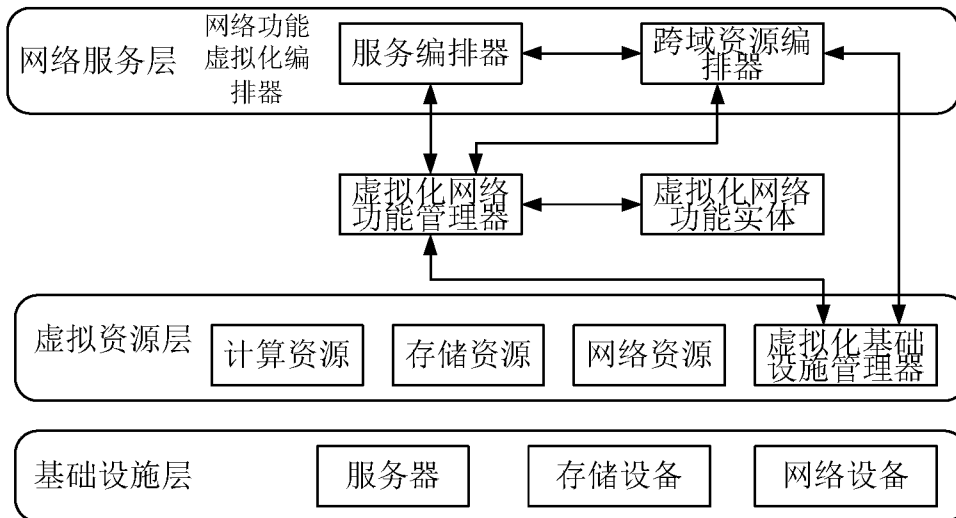 网络服务层
网络功能
虚拟化编
排器
服务编排器
跨域资源编
排器
虚拟化网络
功能管理器
虚拟化网络
功能实体
虚拟资源层
计算资源
存储资源
网络资源
虚拟化基础
设施管理器
基础设施层
服务器
存储设备
网络设备